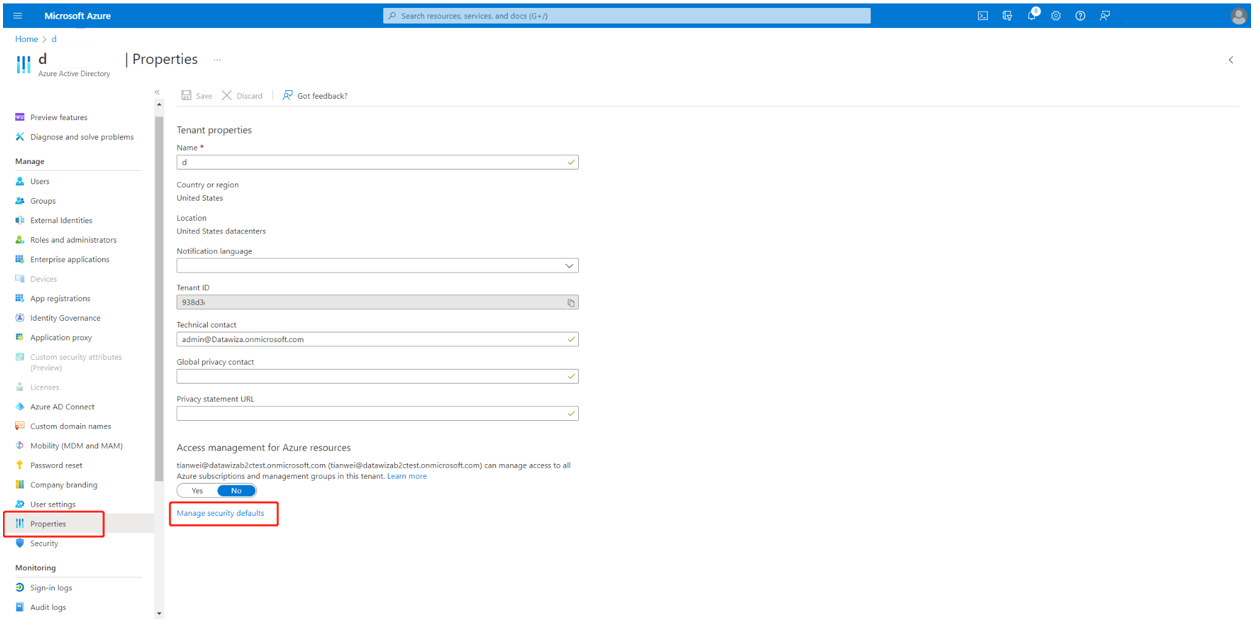 Microsoft Azure
Search resources, services, and docs (G+/)
Home > d
d | Properties ...
Azure Active Directory
Save Discard Got feedback?
Preview features
Diagnose and solve problems
Manage
Users
Groups
External Identities
Roles and administrators
Enterprise applications
Devices
App registrations
Identity Governance
Application proxy
Custom security attributes
(Preview)
Licenses
Azure AD Connect
Custom domain names
Mobility (MDM and MAM)
Password reset
Company branding
User settings
Properties
Security
Monitoring
Sign-in logs
Audit logs
Tenant properties
Name *
d
Country or region
United States
Location
United States datacenters
Notification language
Tenant ID
938d3
Technical contact
admin@Datawiza.onmicrosoft.com
Global privacy contact
Privacy statement URL
Access management for Azure resources
tianwei@datawizab2ctest.onmicrosoft.com (tianwei@datawizab2ctest.onmicrosoft.com) can manage access to all
Azure subscriptions and management groups in this tenant. Learn more
Yes No
Manage security defaults